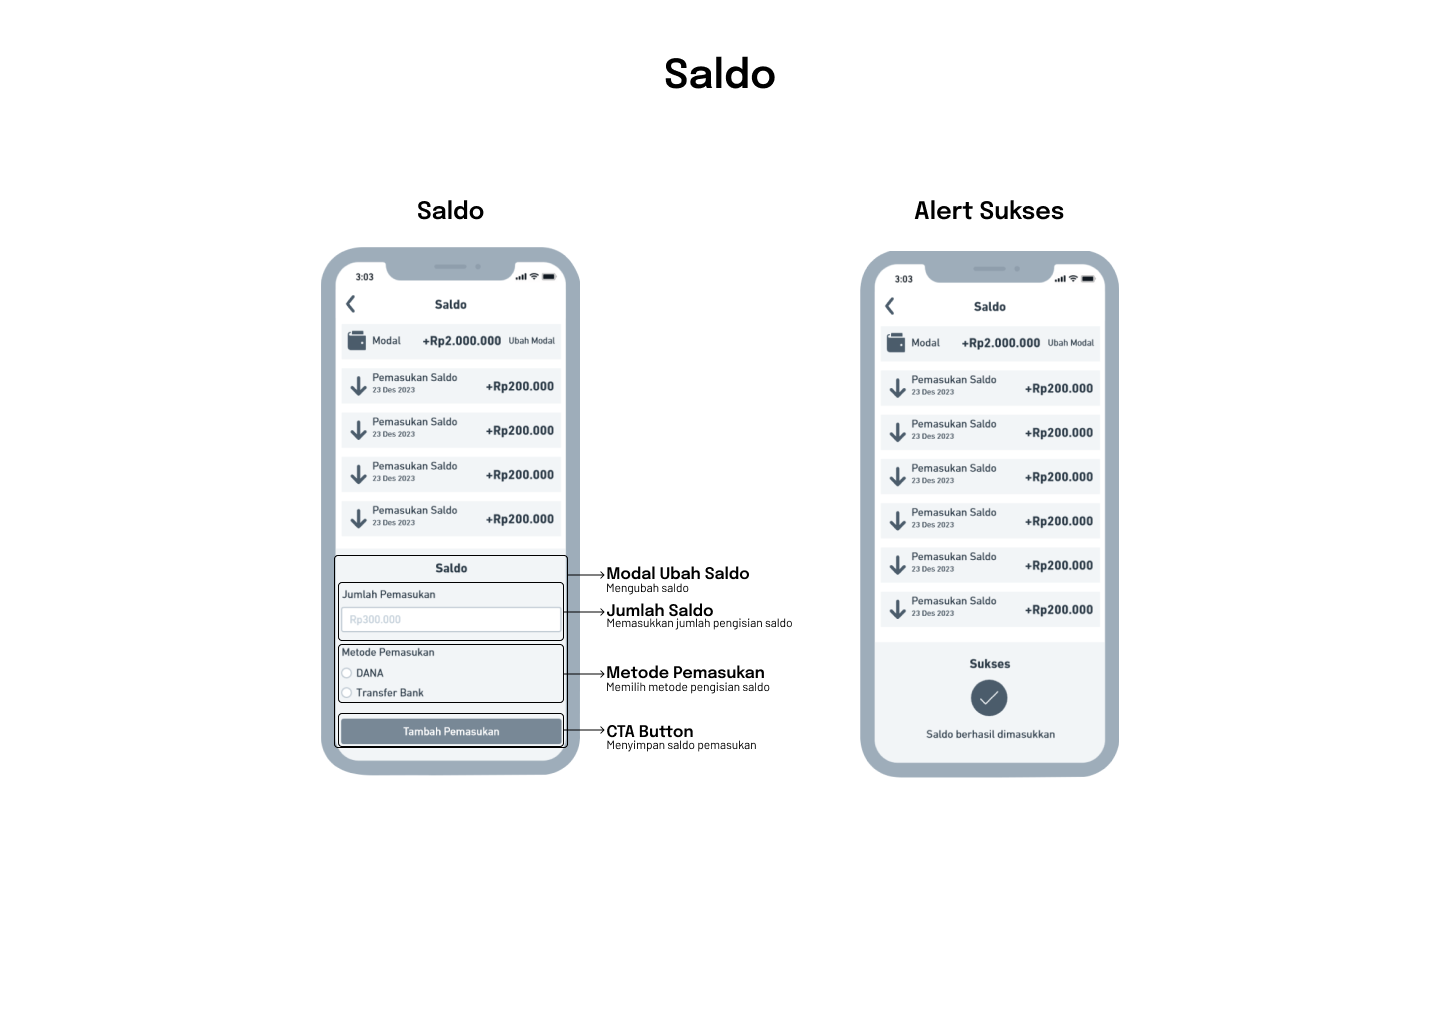 Saldo
Saldo
3:03
Saldo
Modal +Rp2.000.000 Ubah Modal
Pemasukan Saldo
23 Des 2023
+Rp200.000
Pemasukan Saldo
23 Des 2023
+Rp200.000
Pemasukan Saldo
23 Des 2023
+Rp200.000
Pemasukan Saldo
23 Des 2023
+Rp200.000
Saldo
Jumlah Pemasukan
Rp300.000
Metode Pemasukan
DANA
Transfer Bank
Tambah Pemasukan
Modal Ubah Saldo
Mengubah saldo
Jumlah Saldo
Memasukkan jumlah pengisian saldo
Metode Pemasukan
Memilih metode pengisian saldo
CTA Button
Menyimpan saldo pemasukan
Alert Sukses
3:03
Saldo
Modal +Rp2.000.000 Ubah Modal
Pemasukan Saldo
23 Des 2023
+Rp200.000
Pemasukan Saldo
23 Des 2023
+Rp200.000
Pemasukan Saldo
23 Des 2023
+Rp200.000
Pemasukan Saldo
23 Des 2023
+Rp200.000
Pemasukan Saldo
23 Des 2023
+Rp200.000
Pemasukan Saldo
23 Des 2023
+Rp200.000
Sukses
Saldo berhasil dimasukkan